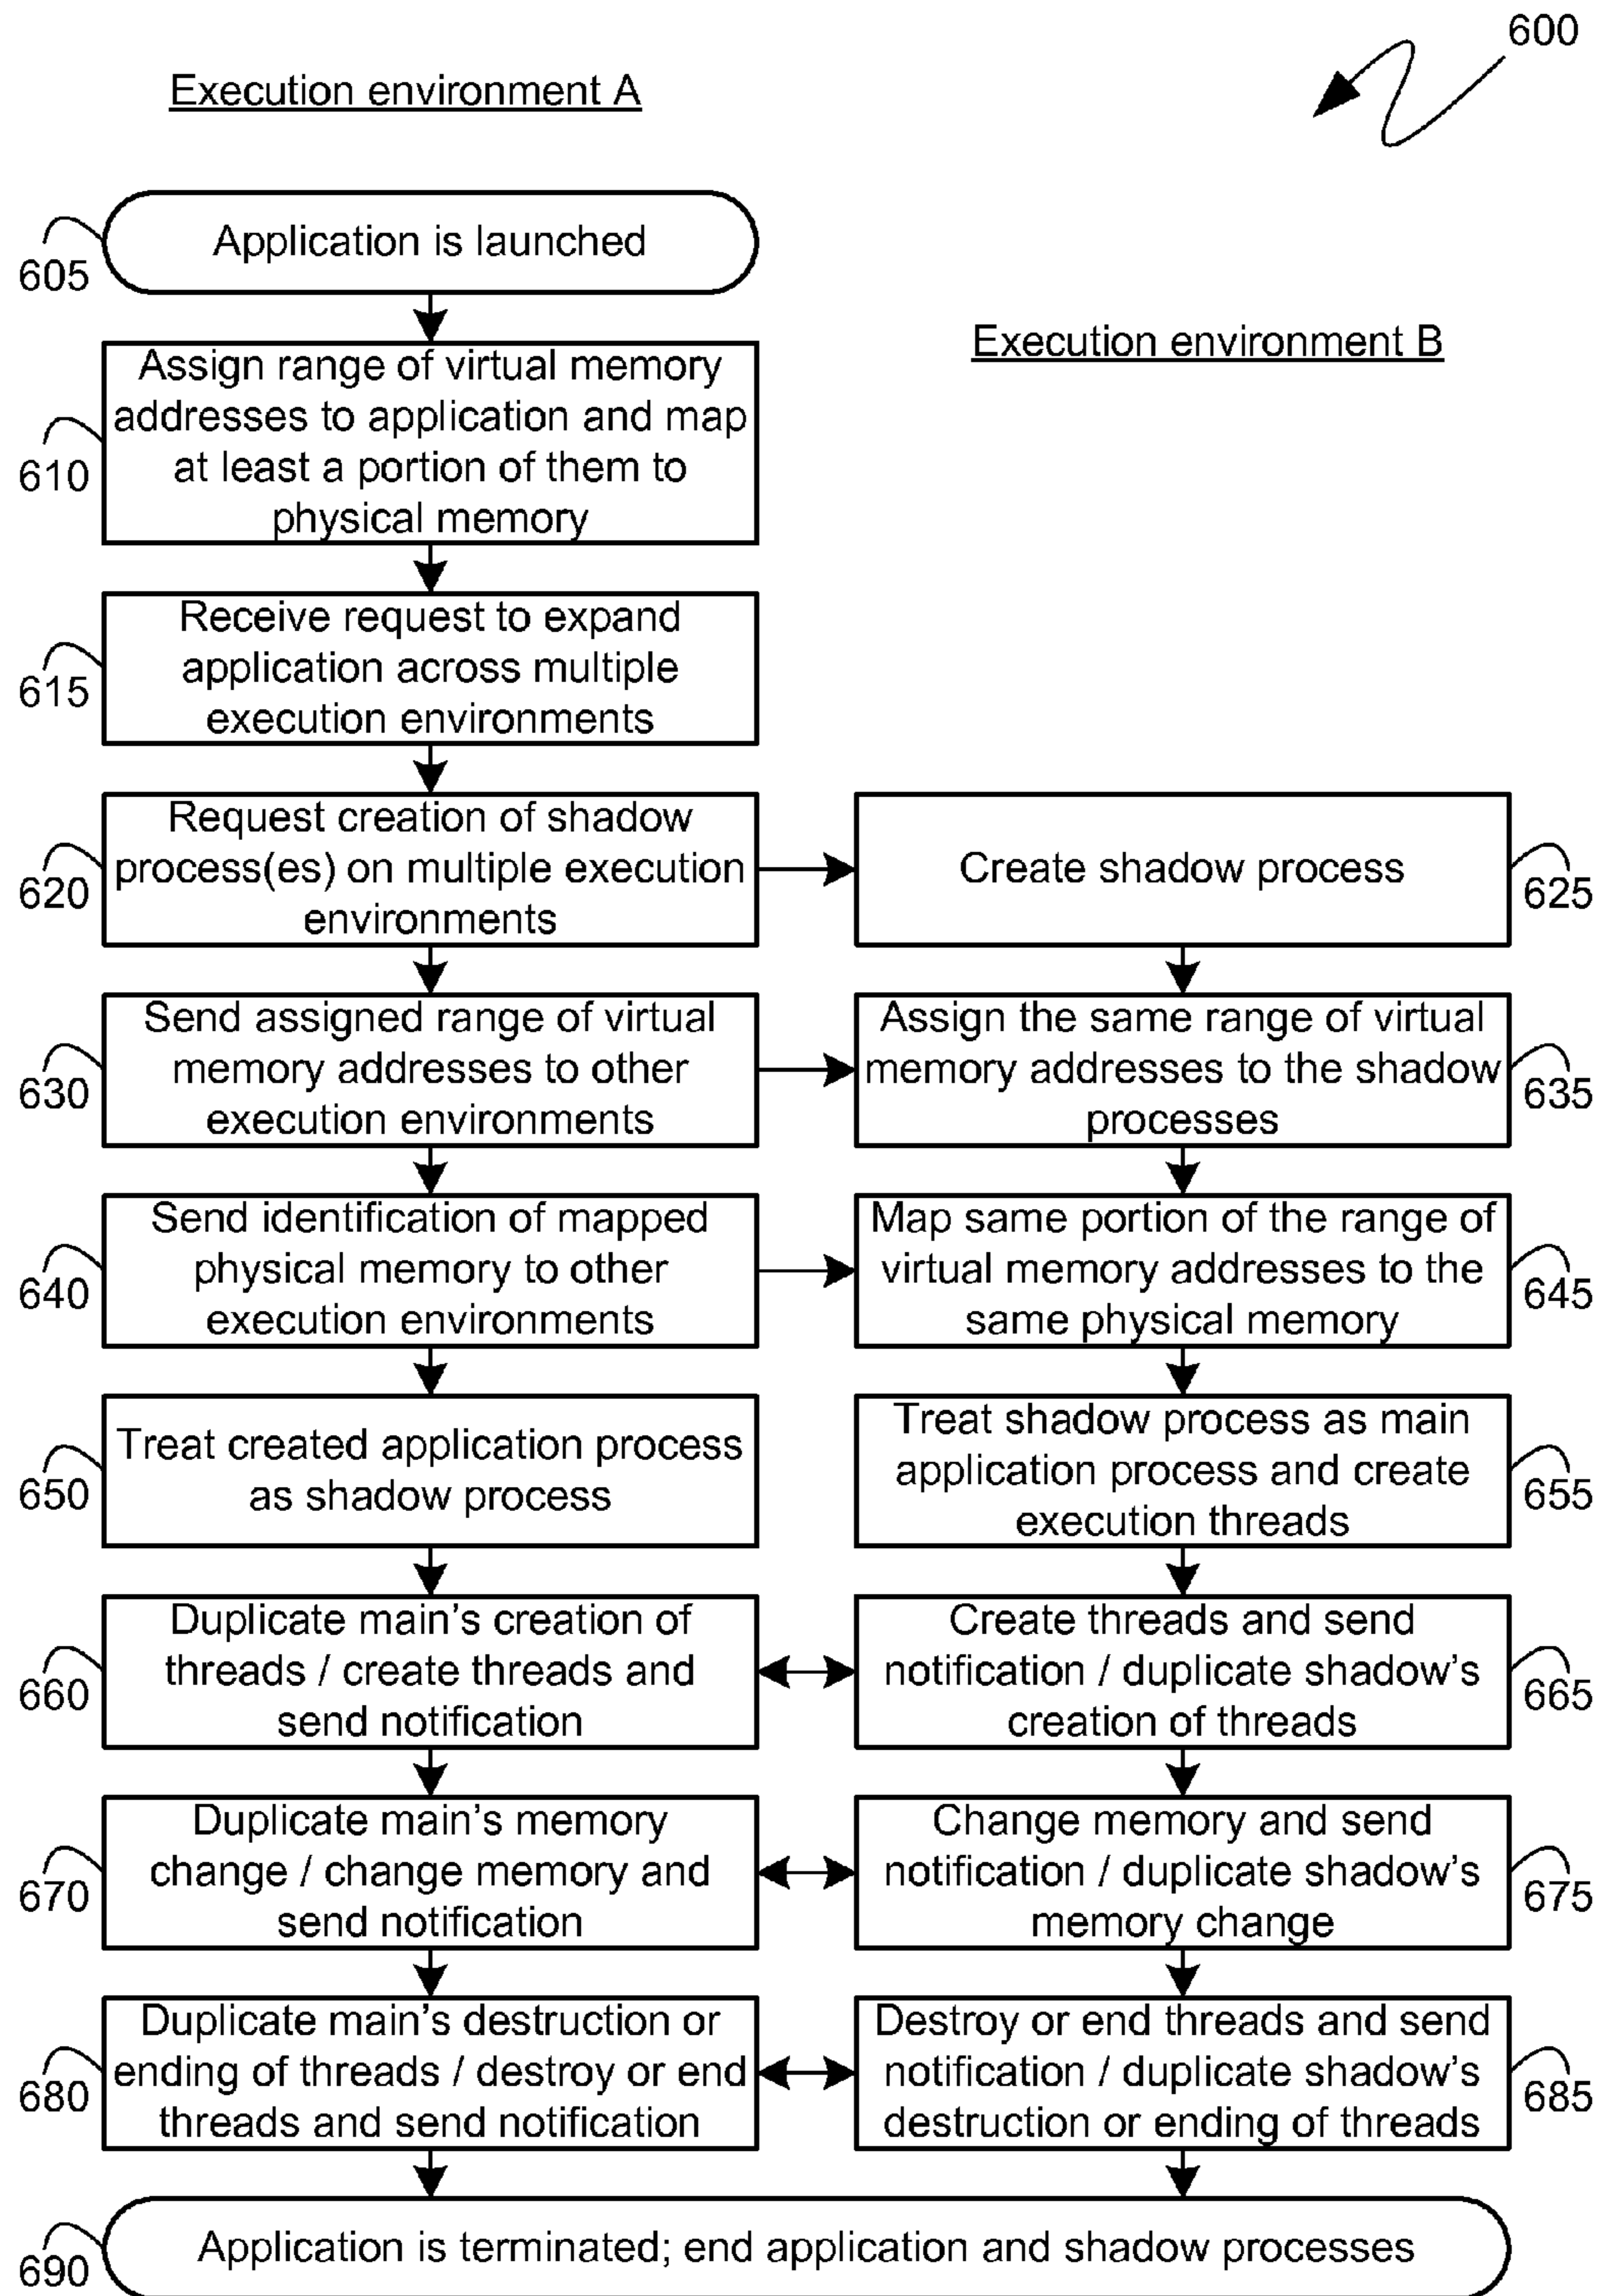 600
Execution environment A
605
Application is launched
Execution environment B
610
Assign range of virtual memory
addresses to application and map
at least a portion of them to
physical memory
615
Receive request to expand
application across multiple
execution environments
620
Request creation of shadow
process(es) on multiple execution
environments
Create shadow process
625
630
Send assigned range of virtual
memory addresses to other
execution environments
Assign the same range of virtual
memory addresses to the shadow
processes
635
640
Send identification of mapped
physical memory to other
execution environments
Map same portion of the range of
virtual memory addresses to the
same physical memory
645
650
Treat created application process
as shadow process
Treat shadow process as main
application process and create
execution threads
655
660
Duplicate main's creation of
threads / create threads and
send notification
Create threads and send
notification / duplicate shadow's
creation of threads
665
670
Duplicate main's memory
change / change memory and
send notification
Change memory and send
notification / duplicate shadow's
memory change
675
680
Duplicate main's destruction or
ending of threads / destroy or end
threads and send notification
Destroy or end threads and send
notification / duplicate shadow's
destruction or ending of threads
685
690
Application is terminated; end application and shadow processes